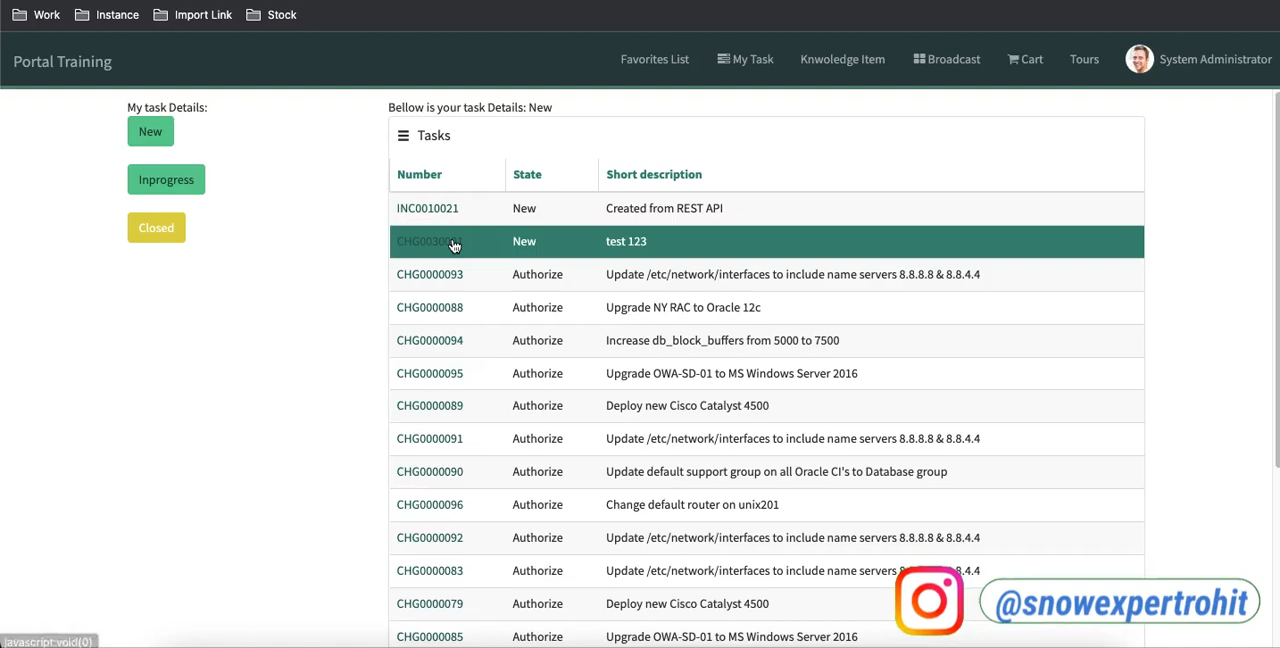 Work Instance Import Link Stock
Portal Training
Favorites List My Task Knwoledge Item Broadcast Cart Tours System Administrator
My task Details:
New
Inprogress
Closed
Bellow is your task Details: New
Tasks
Number State Short description
INC0010021 New Created from REST API
New test 123
CHG0000093 Authorize Update /etc/network/interfaces to include name servers 8.8.8.8 & 8.8.4.4
CHG0000088 Authorize Upgrade NY RAC to Oracle 12c
CHG0000094 Authorize Increase db_block_buffers from 5000 to 7500
CHG0000095 Authorize Upgrade OWA-SD-01 to MS Windows Server 2016
CHG0000089 Authorize Deploy new Cisco Catalyst 4500
CHG0000091 Authorize Update /etc/network/interfaces to include name servers 8.8.8.8 & 8.8.4.4
CHG0000090 Authorize Update default support group on all Oracle CI's to Database group
CHG0000096 Authorize Change default router on unix201
CHG0000092 Authorize Update /etc/network/interfaces to include name servers 8.8.8.8 & 8.8.4.4
CHG0000083 Authorize Update /etc/network/interfaces to include name servers 8.8.4.4
CHG0000079 Authorize Deploy new Cisco Catalyst 4500
CHG0000085 Authorize Upgrade OWA-SD-01 to MS Windows Server 2016
@snowexpertrohit
javascript:void(0)